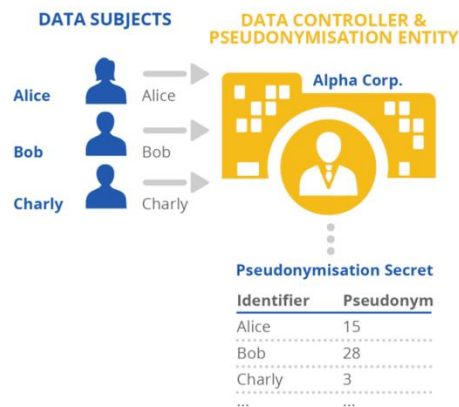 DATA SUBJECTS
DATA CONTROLLER &
PSEUDONYMISATION ENTITY
Alpha Corp.
Alice Alice
Bob Bob
Charly Charly
Pseudonymisation Secret
Identifier Pseudonym
Alice 15
Bob 28
Charly 3
... ...